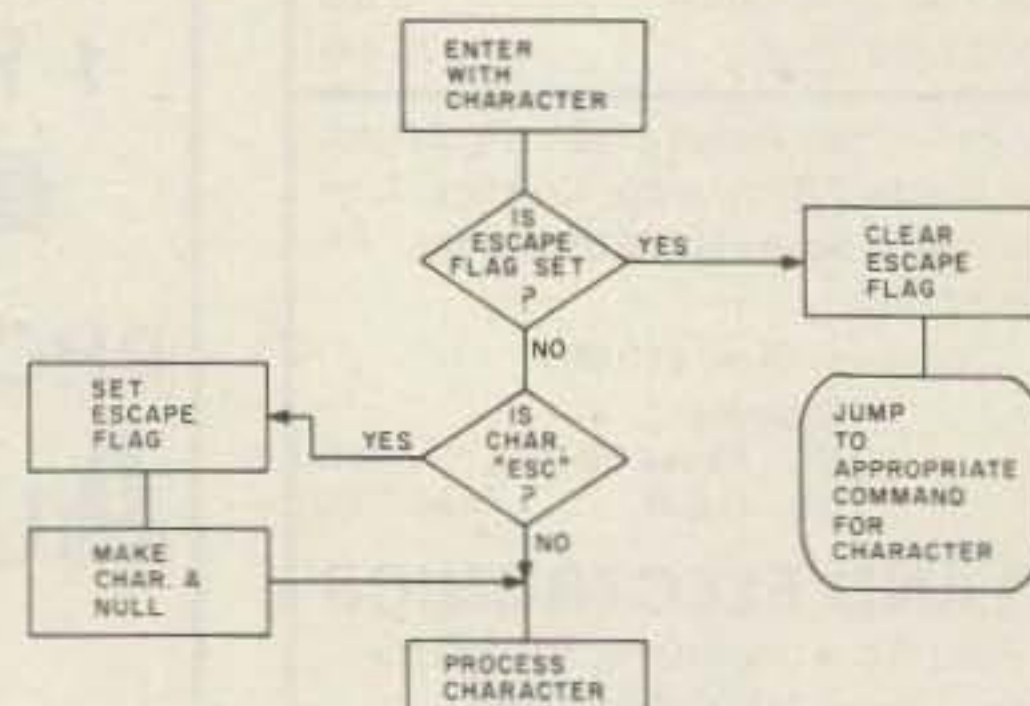 ENTER
WITH
CHARACTER
IS
ESCAPE
FLAG SET
?
YES
CLEAR
ESCAPE
FLAG
NO
JUMP
TO
APPROPRIATE
COMMAND
FOR
CHARACTER
IS
CHAR.
"ESC"
?
YES
SET
ESCAPE
FLAG
MAKE
CHAR. A
NULL
NO
PROCESS
CHARACTER